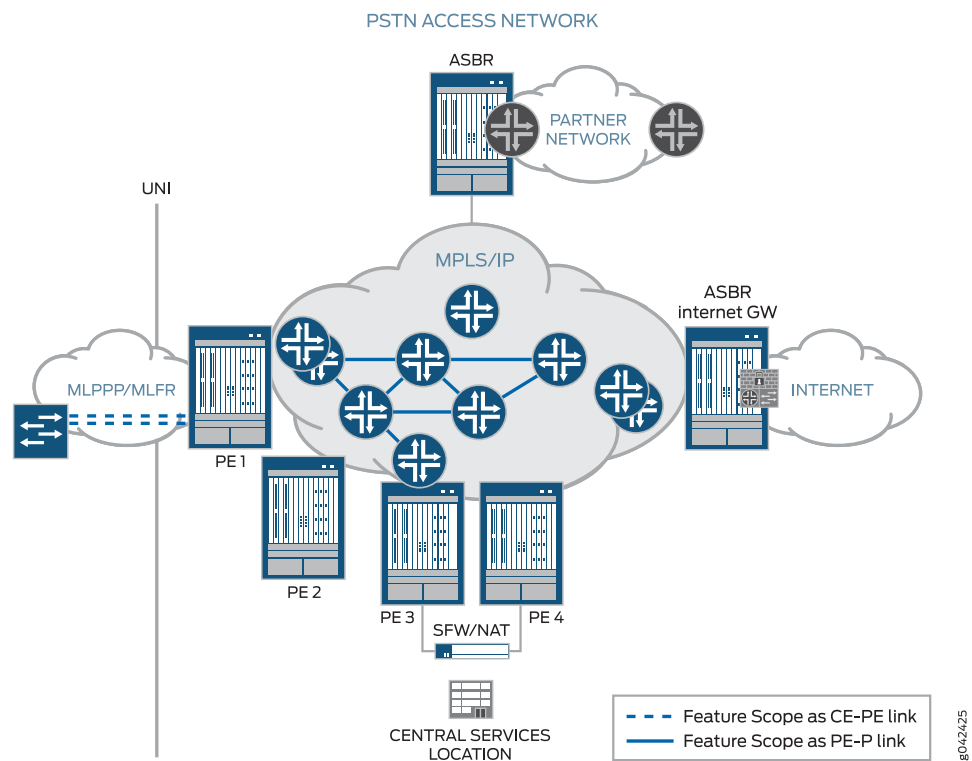 PSTN ACCESS NETWORK
ASBR
PARTNER
NETWORK
UNI
MPLS/IP
ASBR
internet GW
MLPPP/MLFR
INTERNET
PE 1
PE 2
PE 3
PE 4
SFW/NAT
CENTRAL SERVICES
LOCATION
Feature Scope as CE-PE link
Feature Scope as PE-P link
g042425